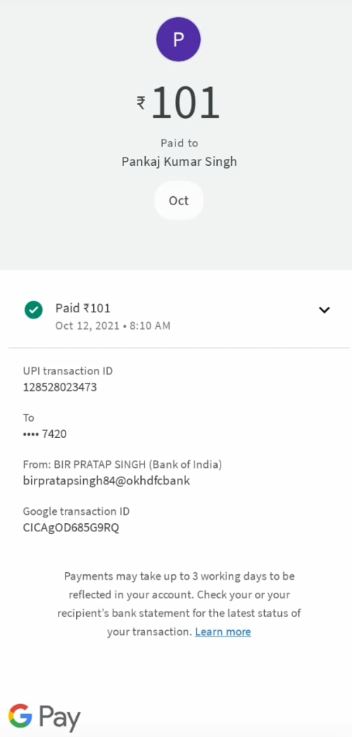 P
₹101
Paid to
Pankaj Kumar Singh
Oct
Paid ₹101
Oct 12, 2021 • 8:10 AM
UPI transaction ID
128528023473
To
•••• 7420
From: BIR PRATAP SINGH (Bank of India)
birpratapsingh84@okhdfcbank
Google transaction ID
CICAgOD685G9RQ
Payments may take up to 3 working days to be
reflected in your account. Check your or your
recipient's bank statement for the latest status of
your transaction. Learn more
G Pay